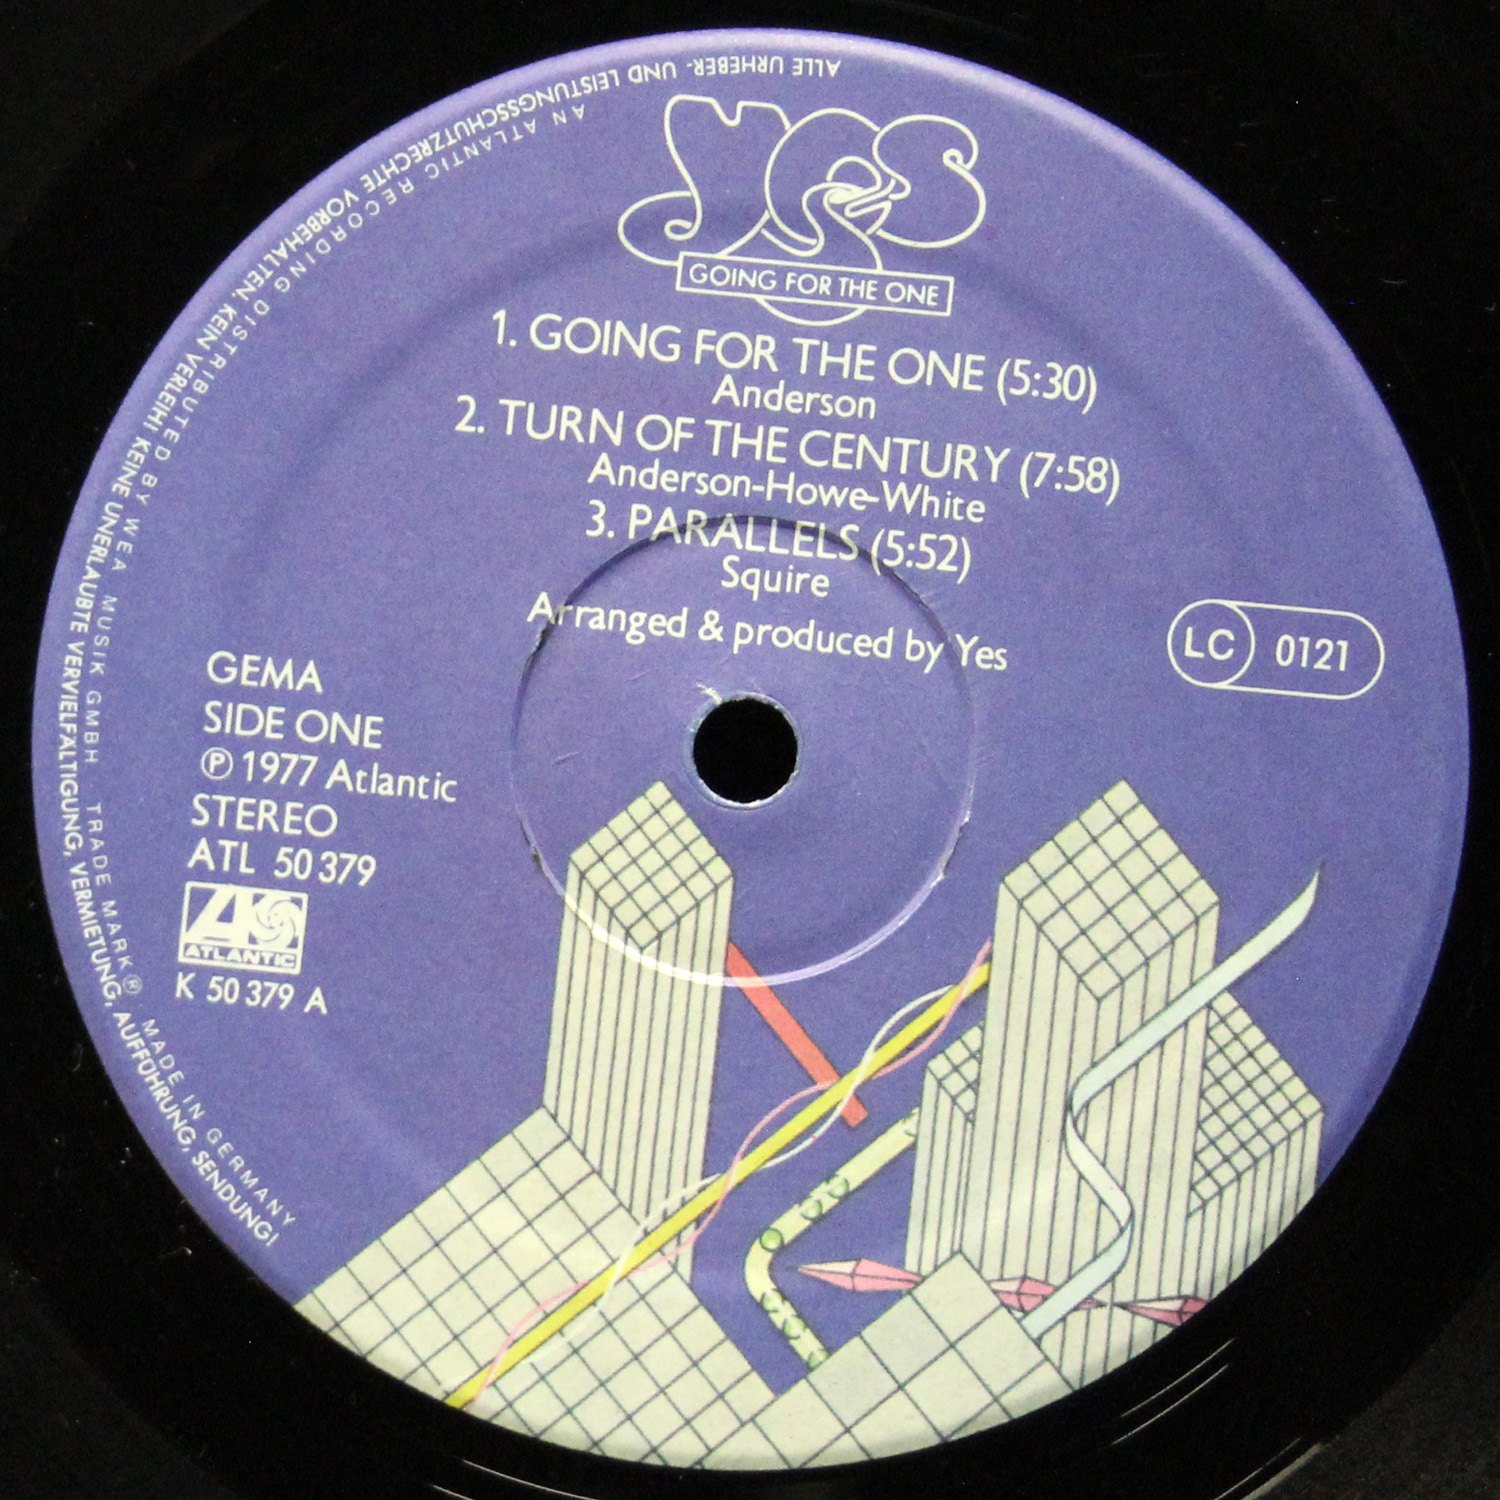 YES
GOING FOR THE ONE
1. GOING FOR THE ONE (5:30)
Anderson
2. TURN OF THE CENTURY (7:58)
Anderson-Howe-White
3. PARALLELS (5:52)
Squire
Arranged & produced by Yes
LC 0121
GEMA
SIDE ONE
℗ 1977 Atlantic
STEREO
ATL 50 379
ATLANTIC
K 50 379 A
ALLE URHEBER- UND LEISTUNGSSCHUTZRECHTE VORBEHALTEN. KEIN VERLEIH! KEINE UNERLAUBTE VERVIELFÄLTIGUNG, VERMIETUNG, AUFFÜHRUNG, SENDUNG!
AN ATLANTIC RECORDING DISTRIBUTED BY WEA MUSIK GMBH . TRADE MARK® . MADE IN GERMANY